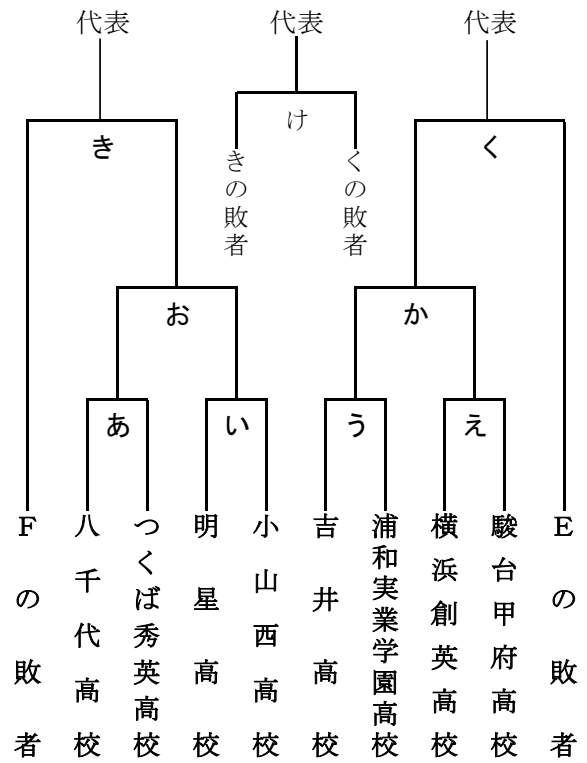 代表
代表
代表
き
け
く
きの敗者
くの敗者
お
か
あ
い
う
え
Fの敗者
八千代高校
つくば秀英高校
明星高校
小山西高校
吉井高校
浦和実業学園高校
横浜創英高校
駿台甲府高校
Eの敗者